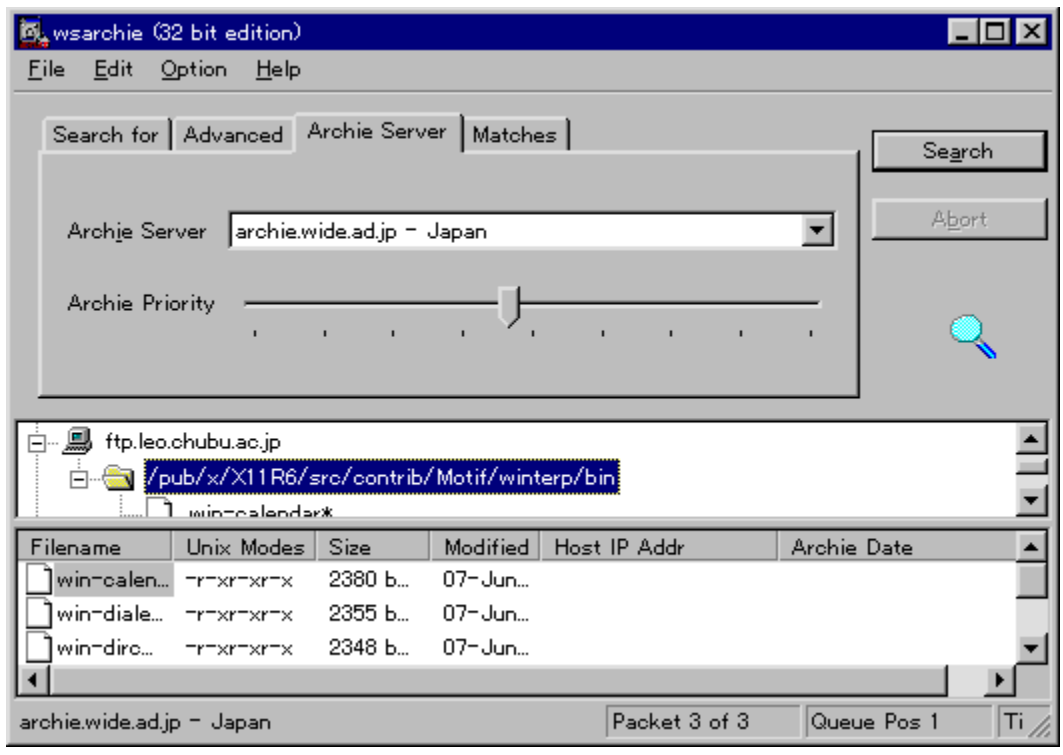 wsarchie (32 bit edition)
File Edit Option Help
Search for Advanced Archie Server Matches
Search
Archie Server archie.wide.ad.jp - Japan
Abort
Archie Priority
ftp.leo.chubu.ac.jp
/pub/x/X11R6/src/contrib/Motif/winterp/bin
win-calendar*
Filename Unix Modes Size Modified Host IP Addr Archie Date
win-calen... -r-xr-xr-x 2380 b... 07-Jun...
win-diale... -r-xr-xr-x 2355 b... 07-Jun...
win-dirc... -r-xr-xr-x 2348 b... 07-Jun...
archie.wide.ad.jp - Japan Packet 3 of 3 Queue Pos 1 Ti